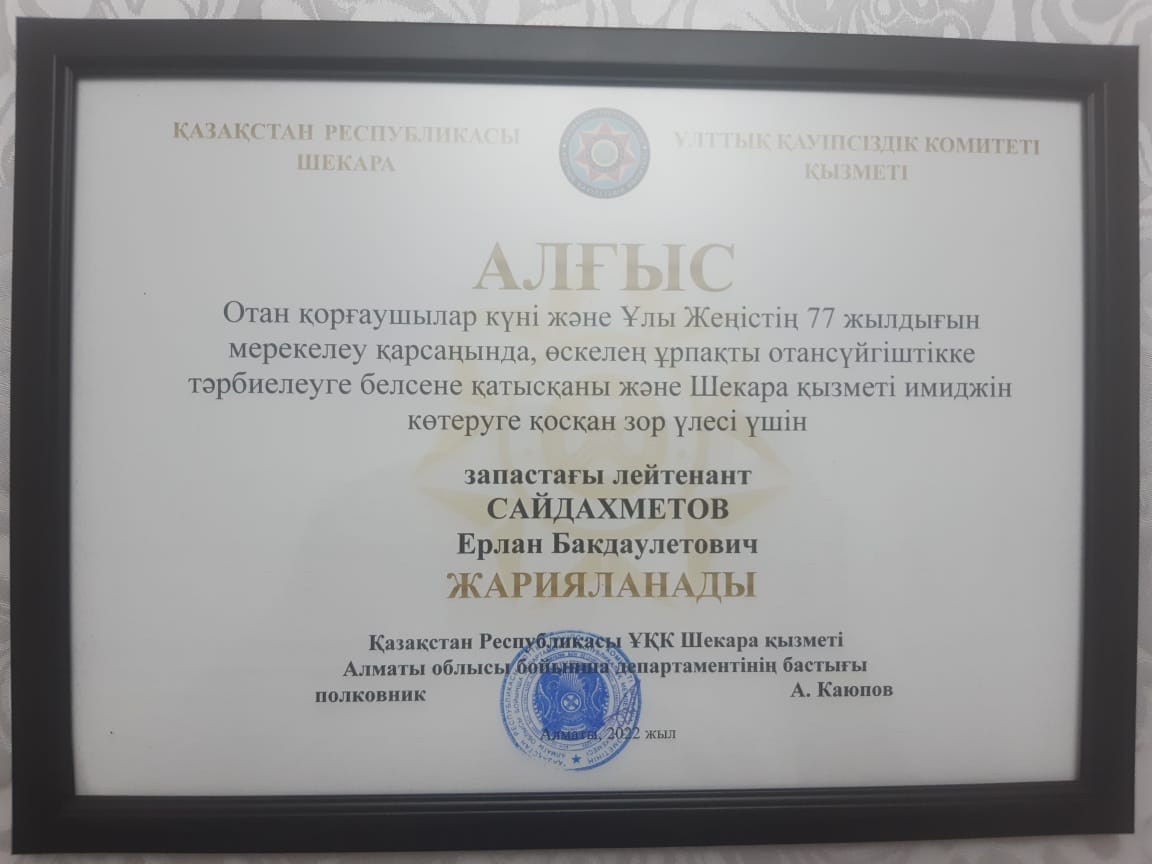 ҚАЗАҚСТАН РЕСПУБЛИКАСЫ
ШЕКАРА
ҰЛТТЫҚ ҚАУІПСІЗДІК КОМИТЕТІ
ҚЫЗМЕТІ
АЛҒЫС
Отан қорғаушылар күні және Ұлы Жеңістің 77 жылдығын
мерекелеу қарсаңында, өскелең ұрпақты отансүйгіштікке
тәрбиелеуге белсене қатысқаны және Шекара қызметі имиджін
көтеруге қосқан зор үлесі үшін
запастағы лейтенант
САЙДАХМЕТОВ
Ерлан Бакдаулетович
ЖАРИЯЛАНАДЫ
Қазақстан Республикасы ҰҚК Шекара қызметі
Алматы облысы бойынша департаментінің бастығы
полковник А. Каюпов
Алматы, 2022 жыл